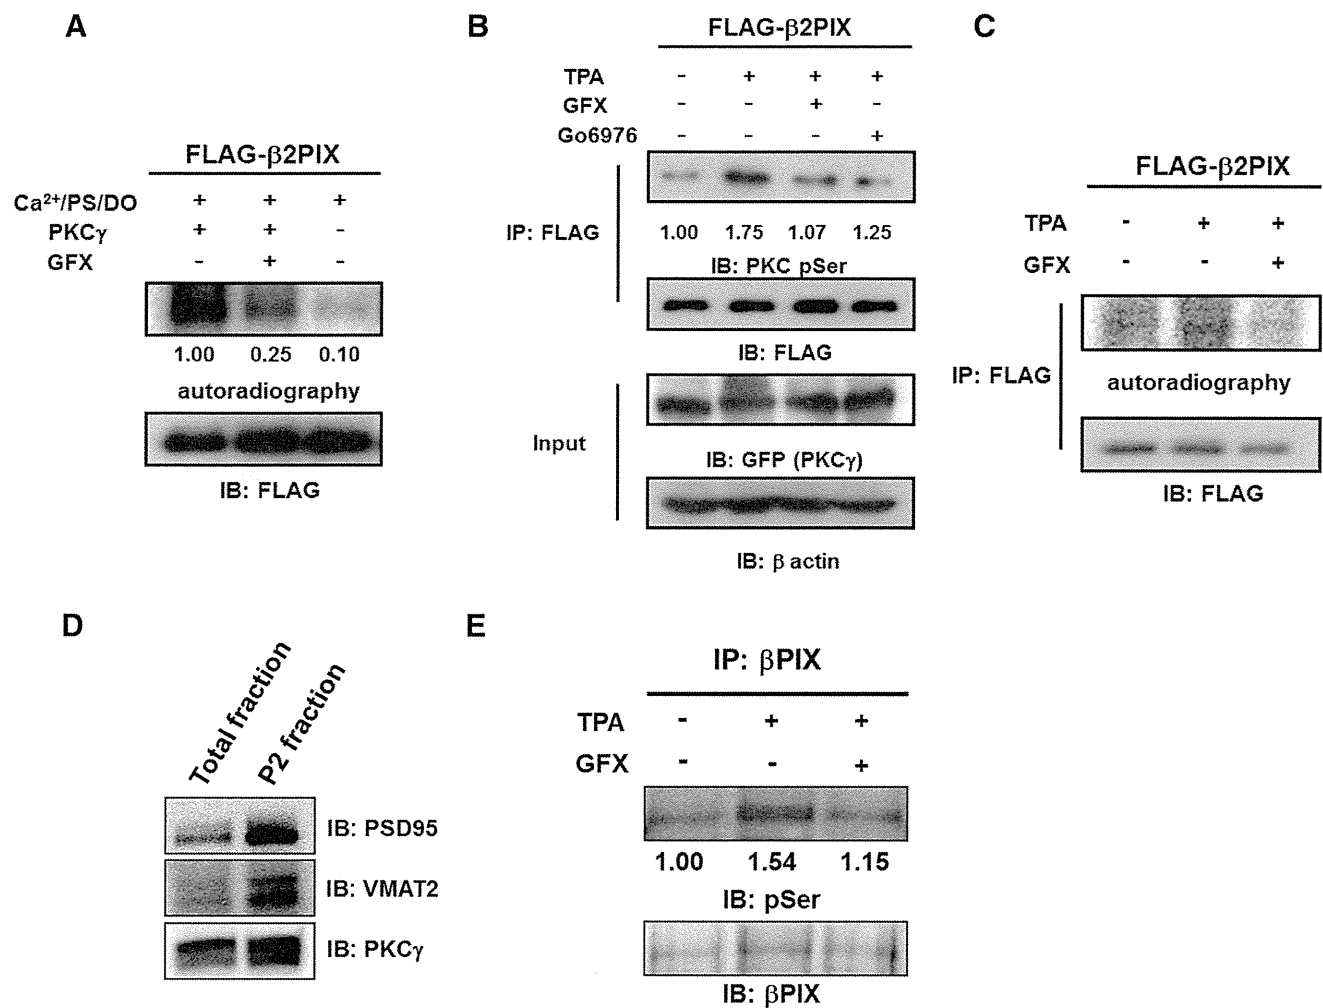 A
FLAG-β2PIX
Ca²⁺/PS/DO + + +
PKCγ + + -
GFX - + -
1.00 0.25 0.10
autoradiography
IB: FLAG
B
FLAG-β2PIX
TPA - + + +
GFX - - + -
Go6976 - - - +
IP: FLAG
1.00 1.75 1.07 1.25
IB: PKC pSer
IB: FLAG
Input
IB: GFP (PKCγ)
IB: β actin
C
FLAG-β2PIX
TPA - + +
GFX - - +
IP: FLAG
autoradiography
IB: FLAG
D
Total fraction
P2 fraction
IB: PSD95
IB: VMAT2
IB: PKCγ
E
IP: βPIX
TPA - + +
GFX - - +
1.00 1.54 1.15
IB: pSer
IB: βPIX